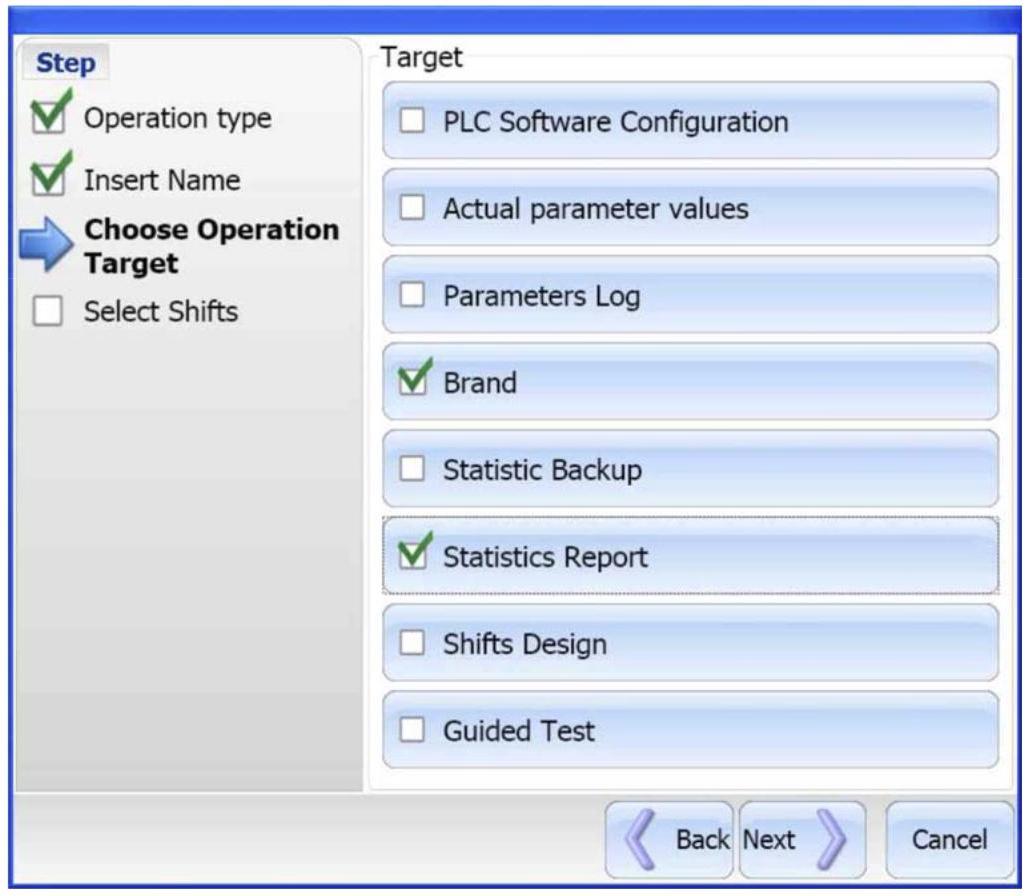 Step
Operation type
Insert Name
Choose Operation
Target
Select Shifts
Target
PLC Software Configuration
Actual parameter values
Parameters Log
Brand
Statistic Backup
Statistics Report
Shifts Design
Guided Test
Back
Next
Cancel